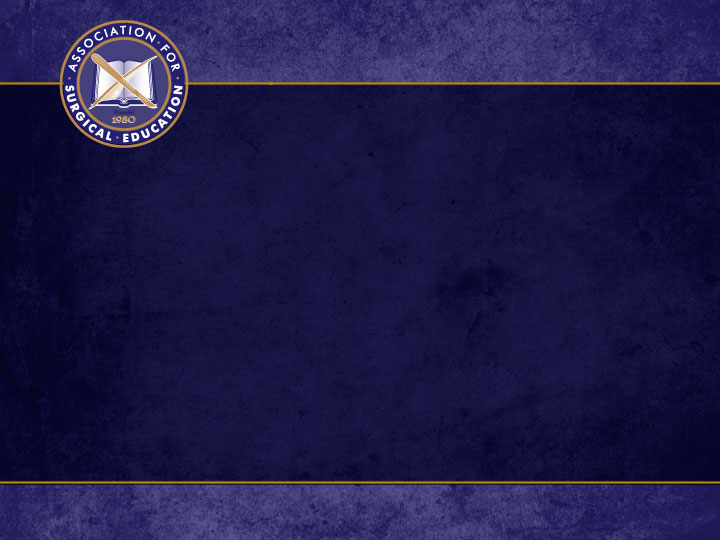 ASSOCIATION · FOR
SURGICAL · EDUCATION
1980